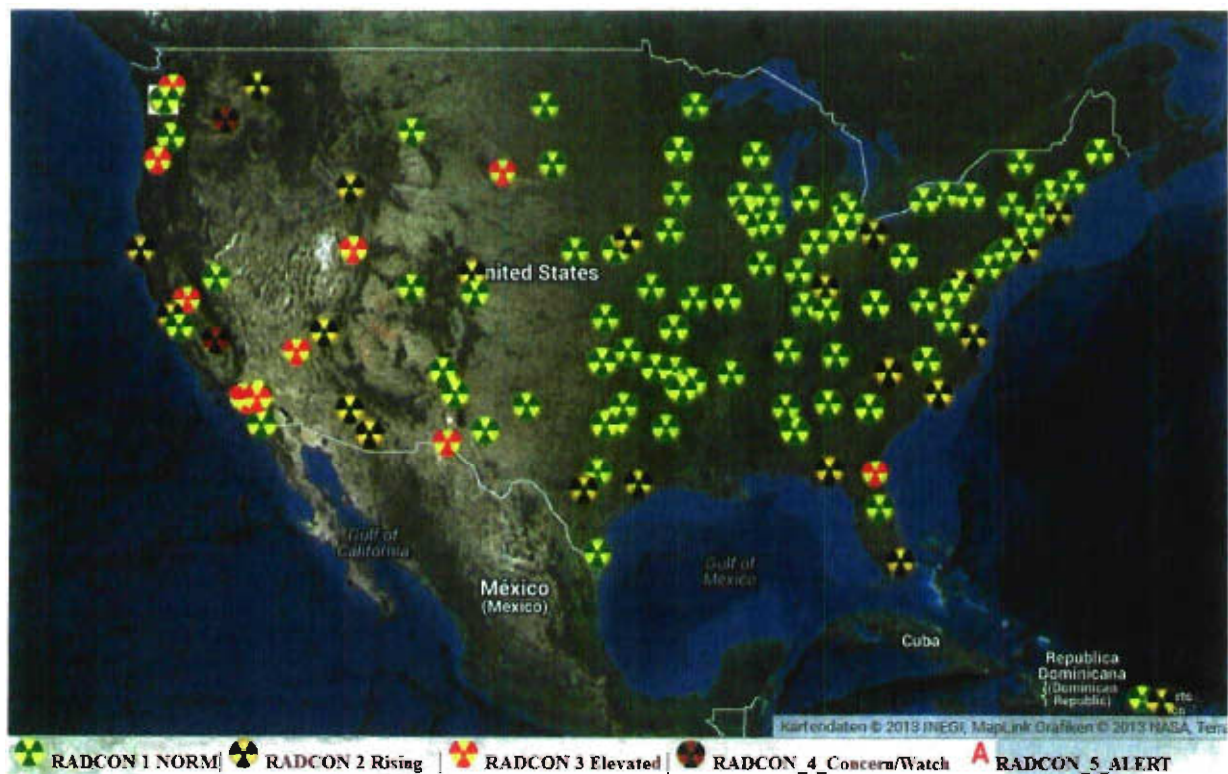 United States
Gulf of
California
México
(Mexico)
Gulf of
Mexico
Cuba
Republica
Dominicana
(Dominican
Republic)
Kartendaten © 2013 INEGI, MapLink Grafiken © 2013 NASA, Terra
RADCON 1 NORM RADCON 2 Rising RADCON 3 Elevated RADCON_4_Concern/Watch A RADCON_5_ALERT